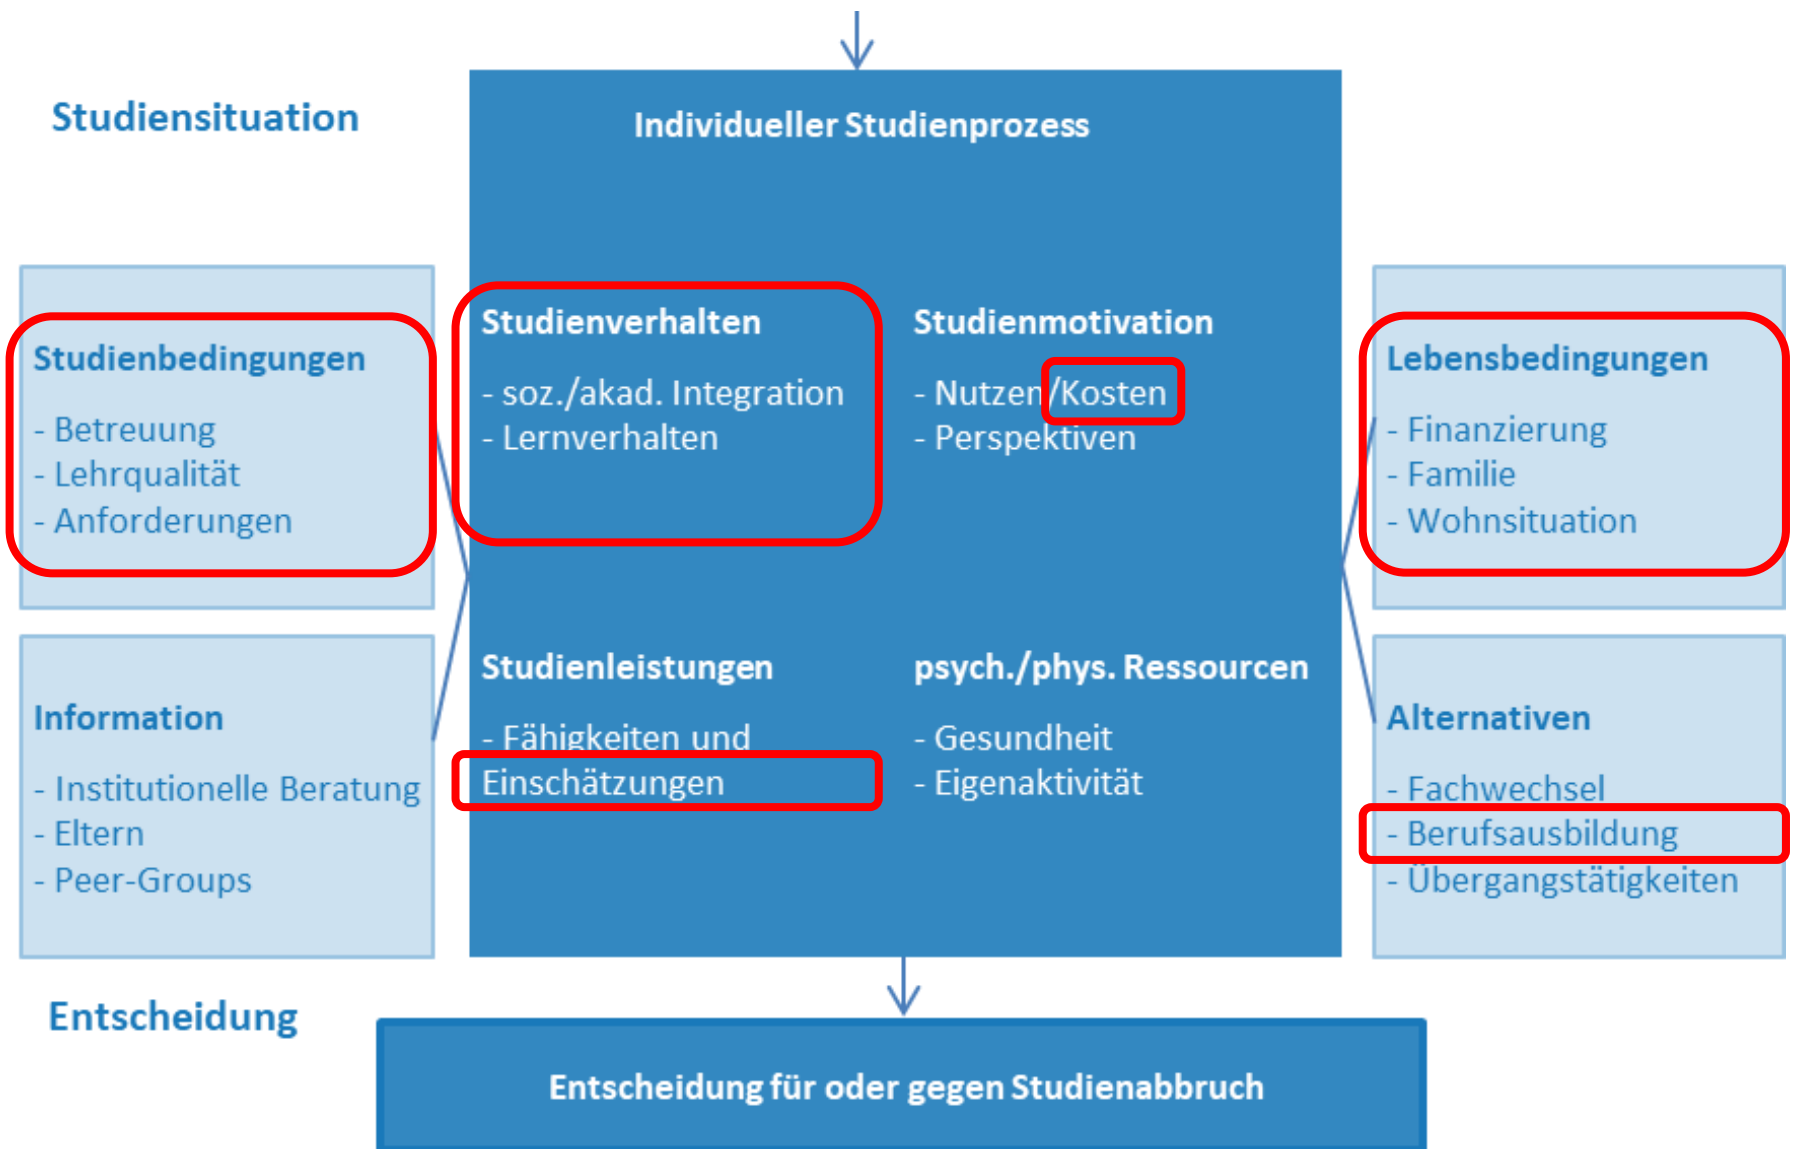 Studiensituation
Individueller Studienprozess
Studienbedingungen
- Betreuung
- Lehrqualität
- Anforderungen
Information
- Institutionelle Beratung
- Eltern
- Peer-Groups
Studienverhalten
- soz./akad. Integration
- Lernverhalten
Studienmotivation
- Nutzen/Kosten
- Perspektiven
Studienleistungen
- Fähigkeiten und
Einschätzungen
psych./phys. Ressourcen
- Gesundheit
- Eigenaktivität
Lebensbedingungen
- Finanzierung
- Familie
- Wohnsituation
Alternativen
- Fachwechsel
- Berufsausbildung
- Übergangstätigkeiten
Entscheidung
Entscheidung für oder gegen Studienabbruch